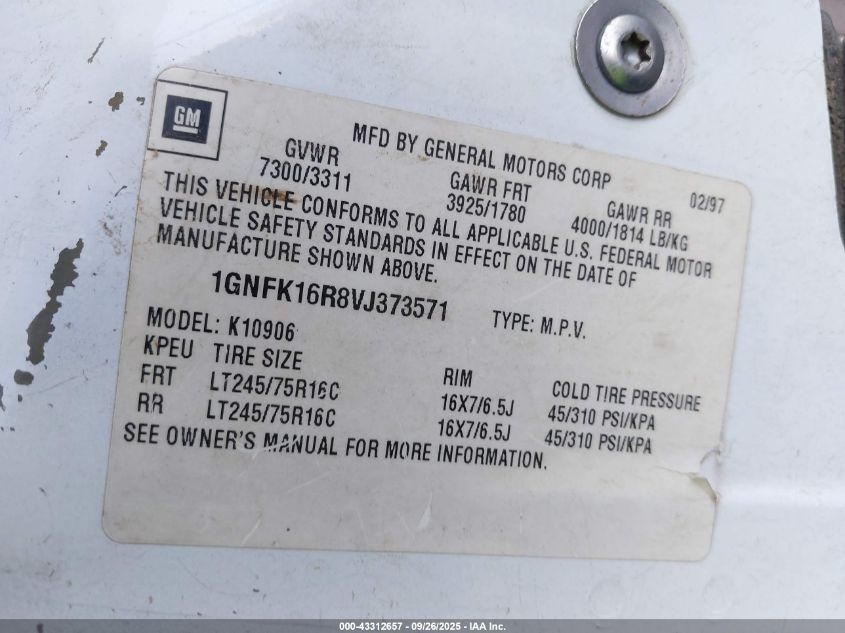 GM
MFD BY GENERAL MOTORS CORP 02/97
GVWR GAWR FRT GAWR RR
7300/3311 3925/1780 4000/1814 LB/KG
THIS VEHICLE CONFORMS TO ALL APPLICABLE U.S. FEDERAL MOTOR
VEHICLE SAFETY STANDARDS IN EFFECT ON THE DATE OF
MANUFACTURE SHOWN ABOVE.
1GNFK16R8VJ373571 TYPE: M.P.V.
MODEL: K10906
KPEU TIRE SIZE RIM COLD TIRE PRESSURE
FRT LT245/75R16C 16X7/6.5J 45/310 PSI/KPA
RR LT245/75R16C 16X7/6.5J 45/310 PSI/KPA
SEE OWNER'S MANUAL FOR MORE INFORMATION.
000-43312657 - 09/26/2025 - IAA Inc.